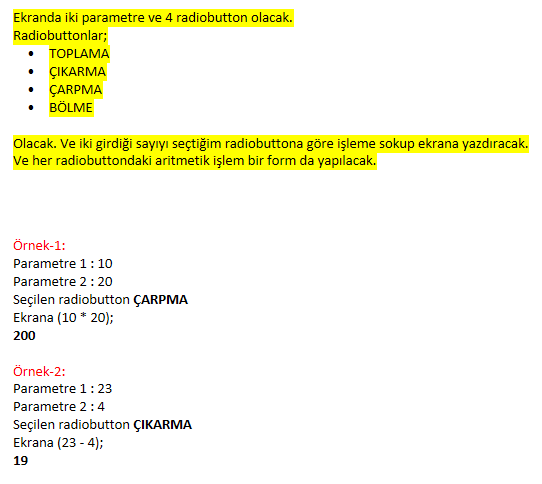 Ekranda iki parametre ve 4 radiobutton olacak.
Radiobuttonlar;
• TOPLAMA
• ÇIKARMA
• ÇARPMA
• BÖLME
Olacak. Ve iki girdiği sayıyı seçtiğim radiobuttona göre işleme sokup ekrana yazdıracak.
Ve her radiobuttondaki aritmetik işlem bir form da yapılacak.
Örnek-1:
Parametre 1 : 10
Parametre 2 : 20
Seçilen radiobutton ÇARPMA
Ekrana (10 * 20);
200
Örnek-2:
Parametre 1 : 23
Parametre 2 : 4
Seçilen radiobutton ÇIKARMA
Ekrana (23 - 4);
19